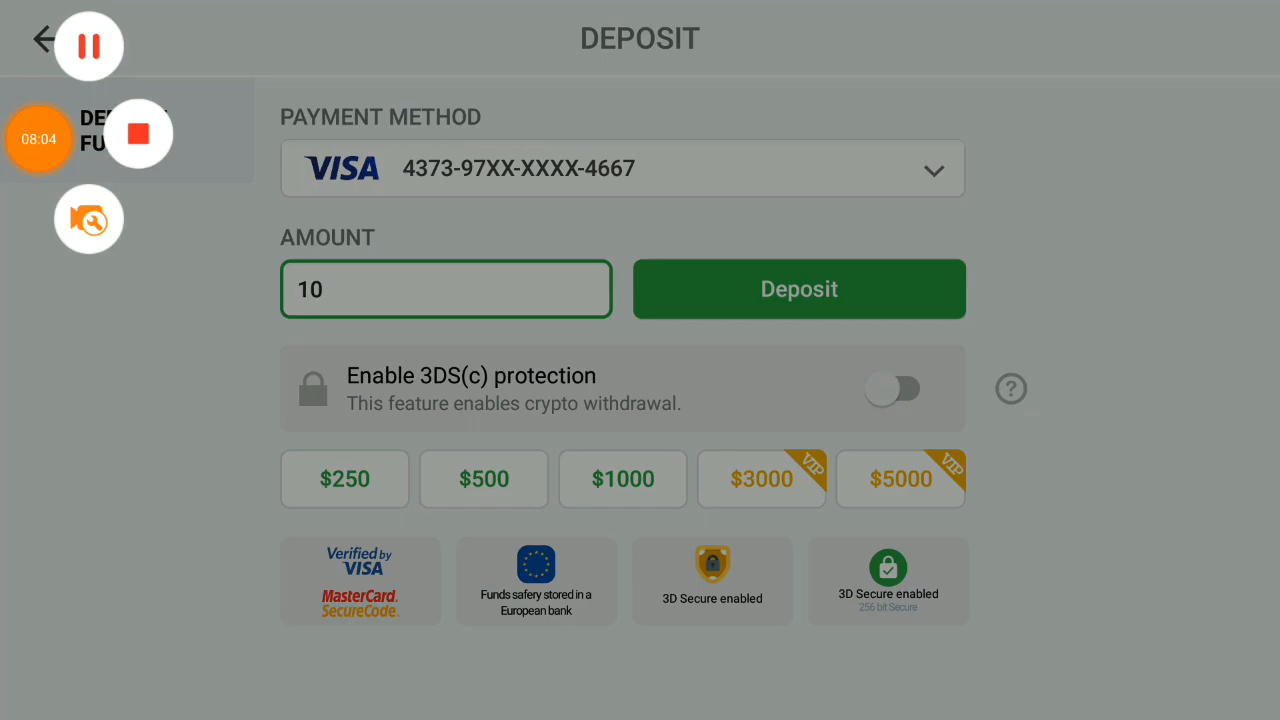 DEPOSIT
08:04
PAYMENT METHOD
VISA 4373-97XX-XXXX-4667
AMOUNT
10
Deposit
Enable 3DS(c) protection
This feature enables crypto withdrawal.
?
$250
$500
$1000
$3000
VIP
$5000
VIP
Verified by
VISA
MasterCard.
SecureCode.
Funds safery stored in a
European bank
3D Secure enabled
3D Secure enabled
256 bit Secure